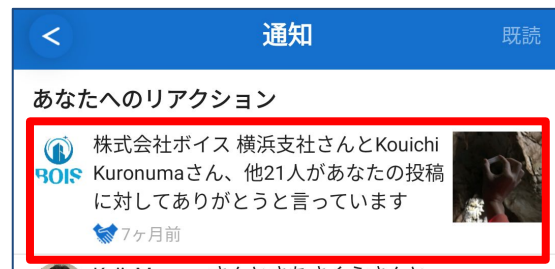 通知
既読
あなたへのリアクション
株式会社ボイス 横浜支社さんとKouichi
Kuronumaさん、他21人があなたの投稿
に対してありがとうと言っています
BOIS
7ヶ月前